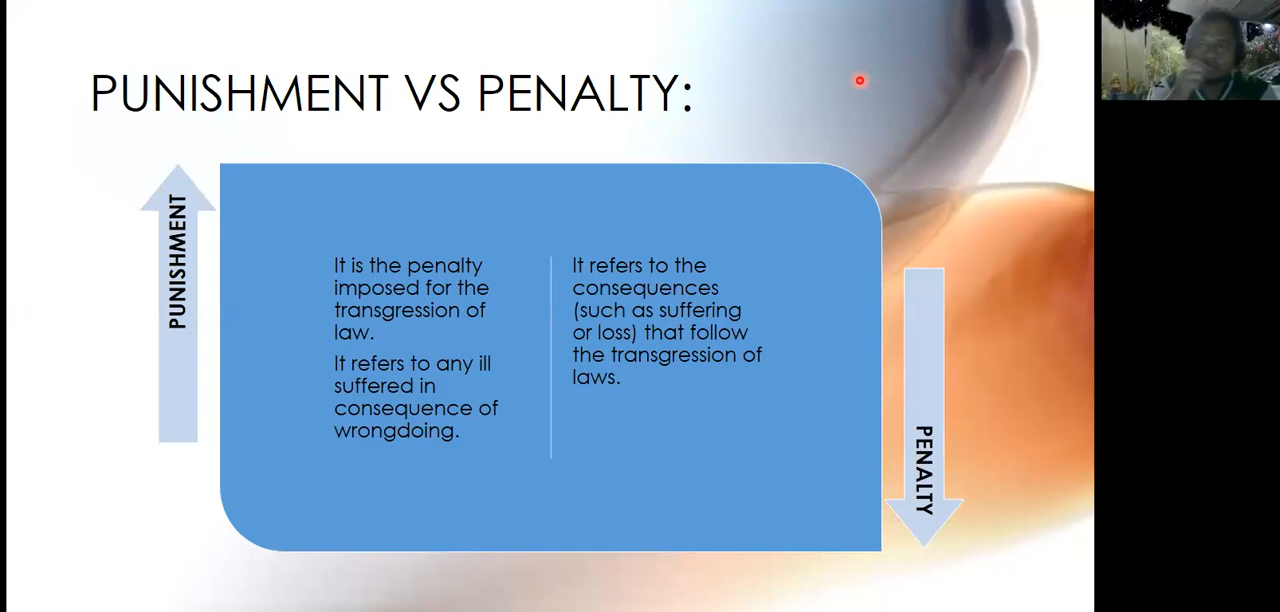 PUNISHMENT VS PENALTY:
PUNISHMENT
It is the penalty
imposed for the
transgression of
law.
It refers to any ill
suffered in
consequence of
wrongdoing.
It refers to the
consequences
(such as suffering
or loss) that follow
the transgression of
laws.
PENALTY